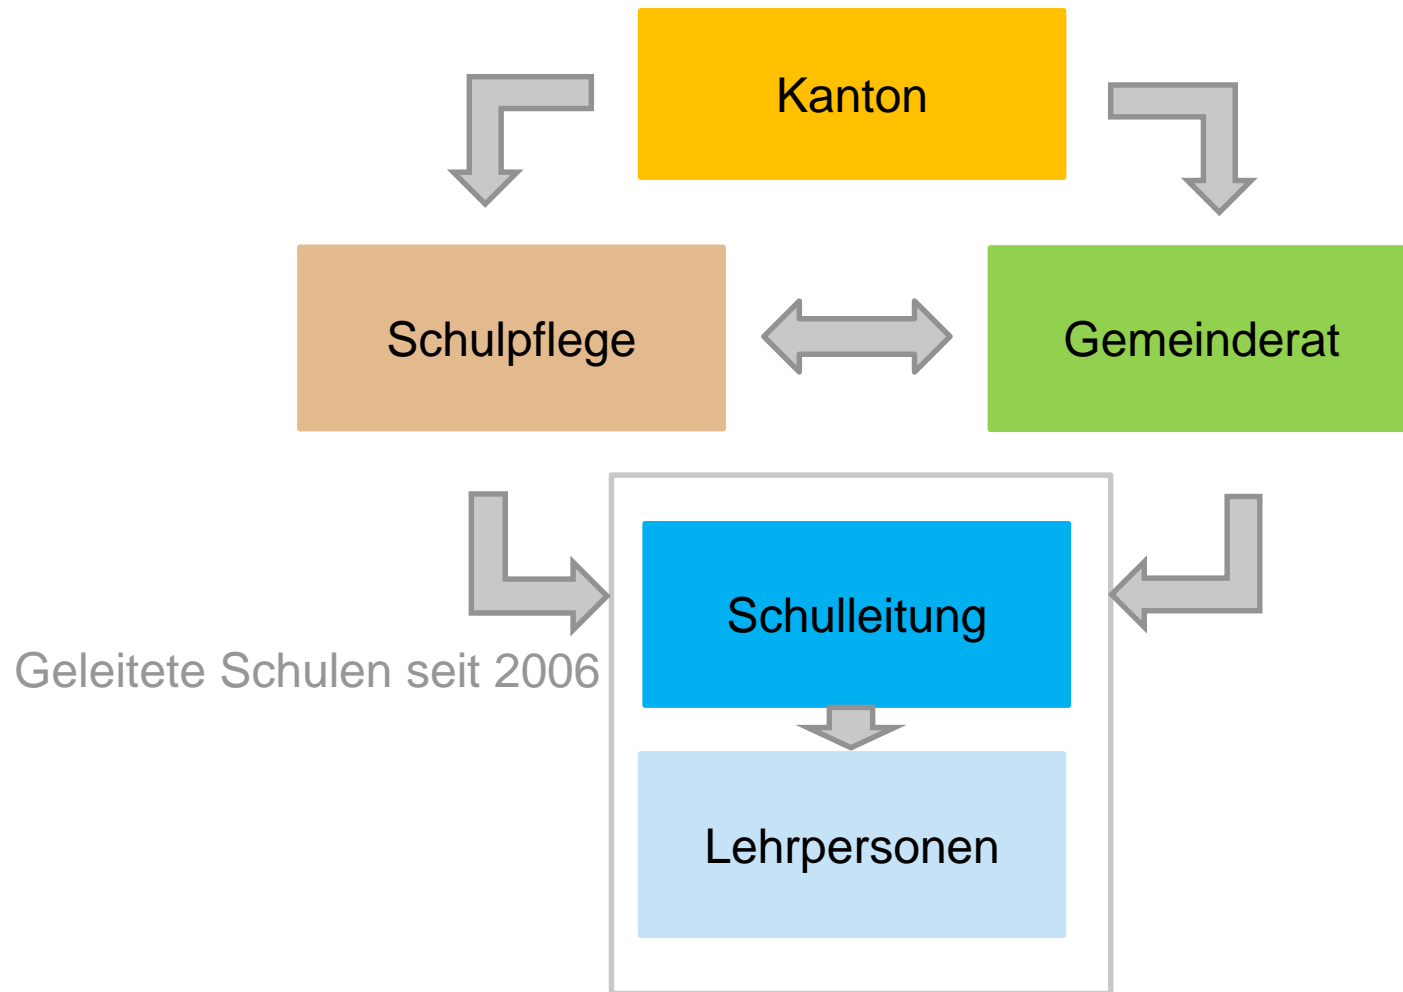 Kanton
Schulpflege
Gemeinderat
Schulleitung
Geleitete Schulen seit 2006
Lehrpersonen